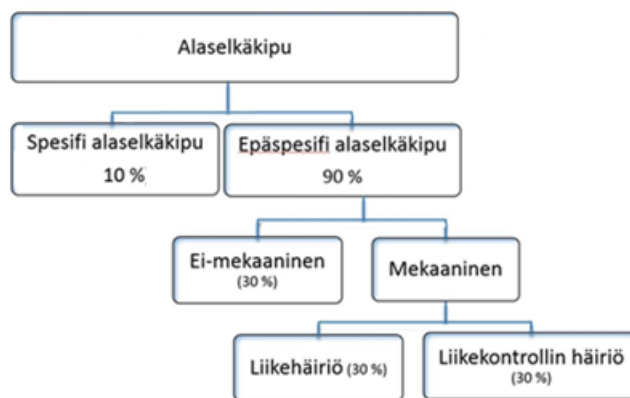 Alaselkäkipu
Spesifi alaselkäkipu
10 %
Epäspesifi alaselkäkipu
90 %
Ei-mekaaninen
(30 %)
Mekaaninen
Liikehäiriö (30 %)
Liikekontrollin häiriö
(30 %)